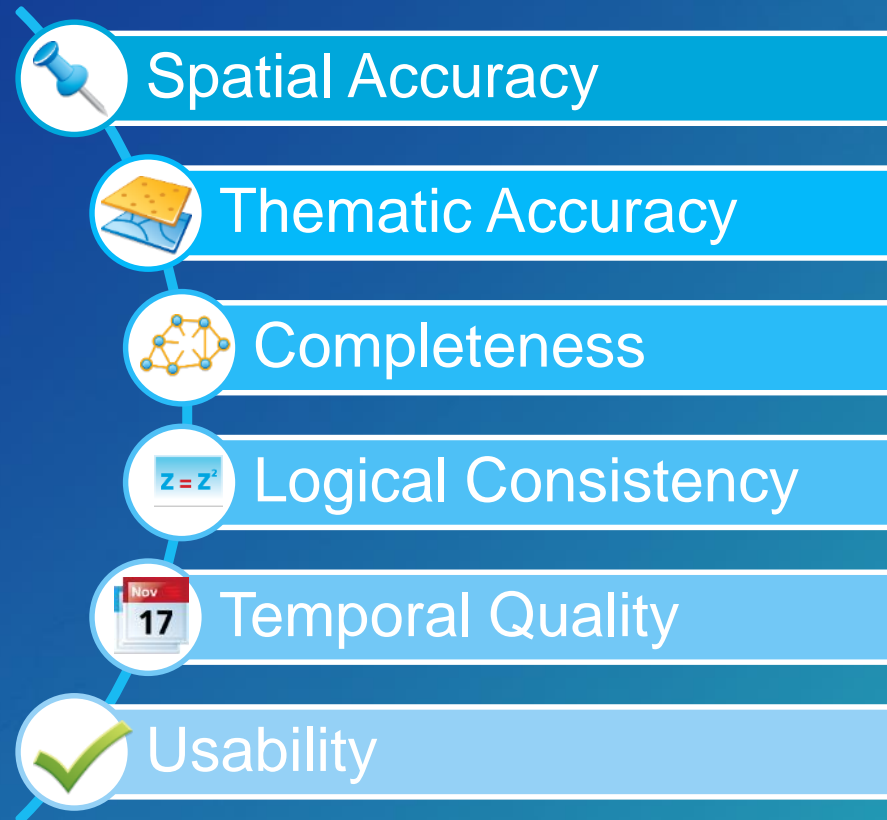 Spatial Accuracy
Thematic Accuracy
Completeness
z = z²
Logical Consistency
Nov
17
Temporal Quality
Usability